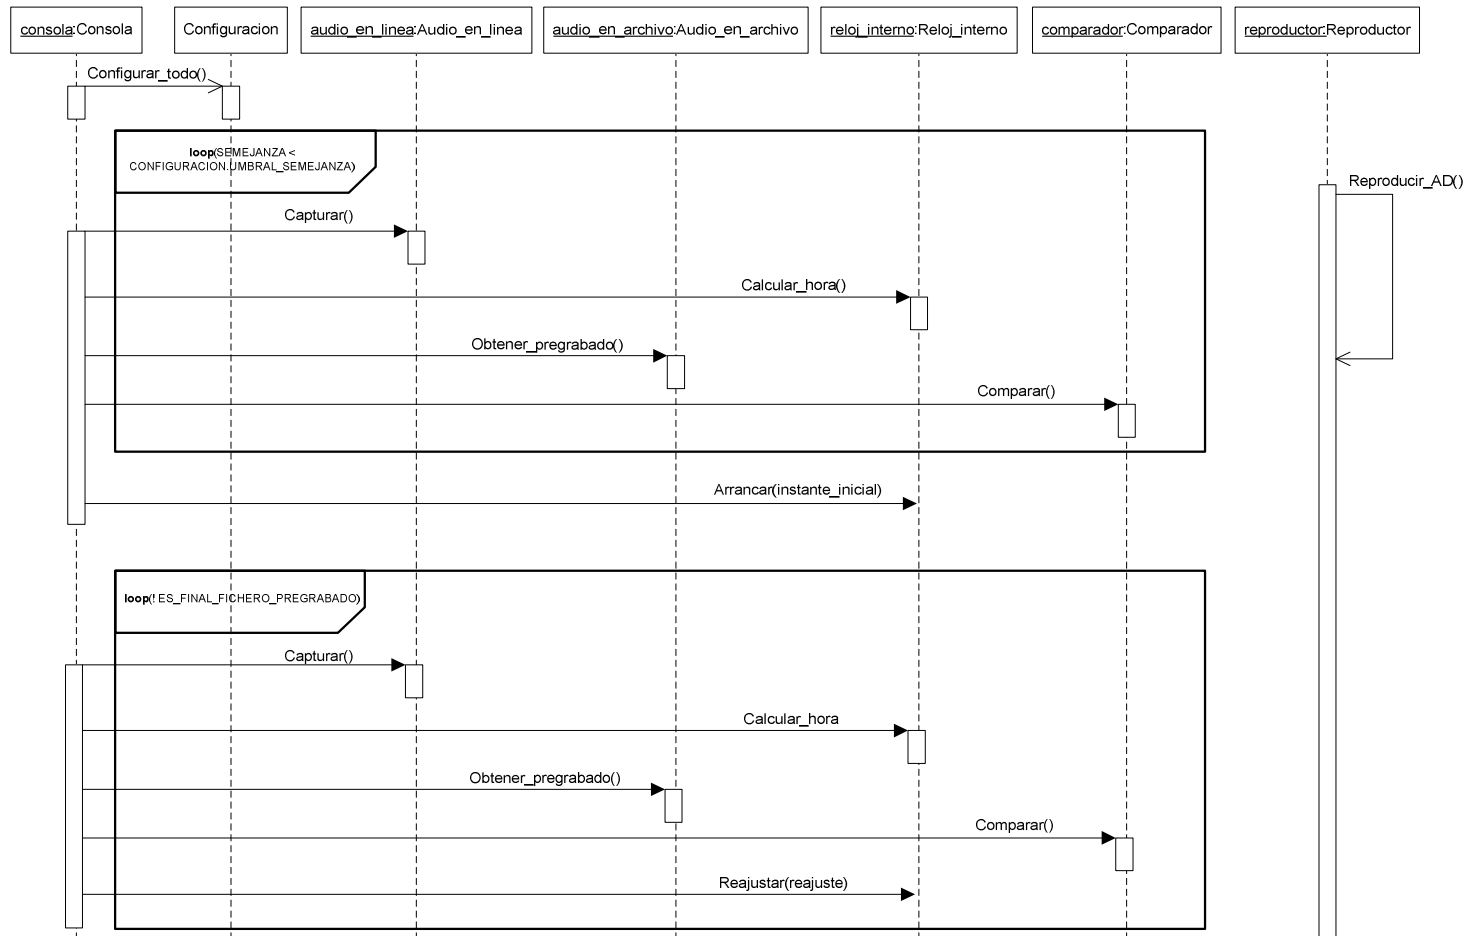 consola:Consola
Configuracion
audio_en_linea:Audio_en_linea
audio_en_archivo:Audio_en_archivo
reloj_interno:Reloj_interno
comparador:Comparador
reproductor:Reproductor
Configurar_todo()
loop(SEMEJANZA <
CONFIGURACION.UMBRAL_SEMEJANZA)
Reproducir_AD()
Capturar()
Calcular_hora()
Obtener_pregrabado()
Comparar()
Arrancar(instante_inicial)
loop(! ES_FINAL_FICHERO_PREGRABADO)
Capturar()
Calcular_hora
Obtener_pregrabado()
Comparar()
Reajustar(reajuste)